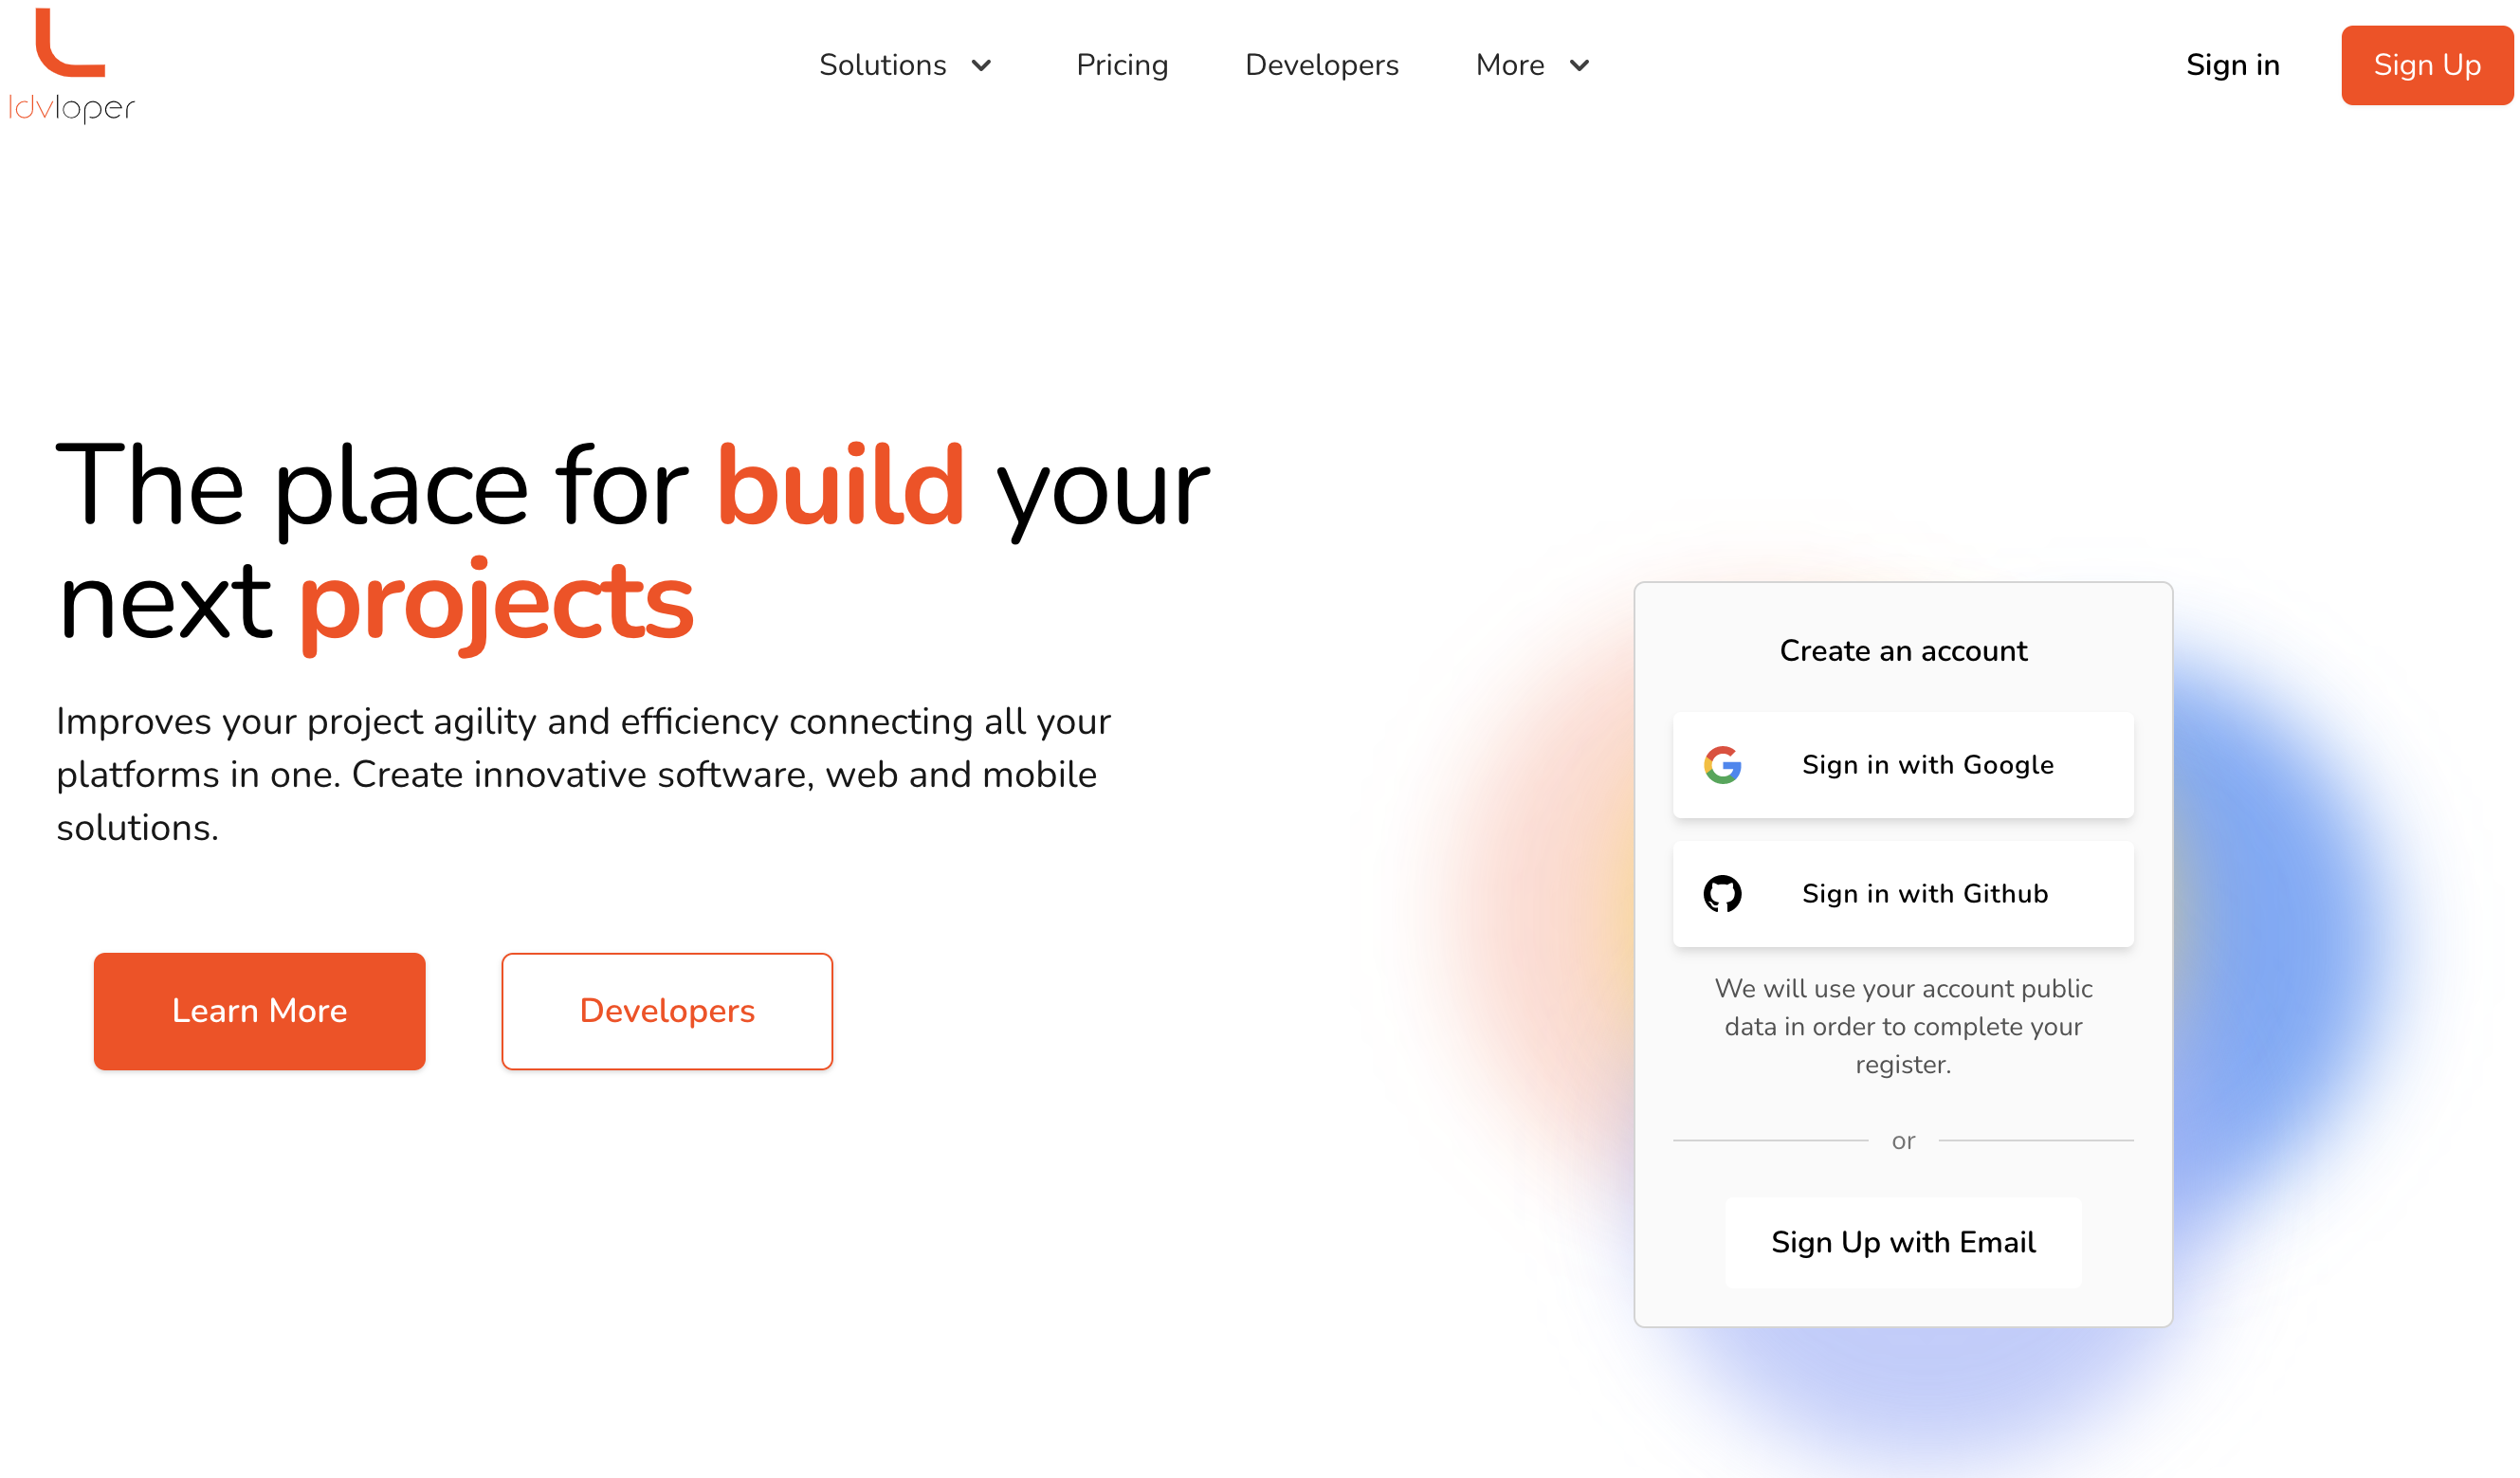 ldvloper
Solutions
Pricing
Developers
More
Sign in
Sign Up
The place for build your
next projects
Improves your project agility and efficiency connecting all your
platforms in one. Create innovative software, web and mobile
solutions.
Learn More
Developers
Create an account
Sign in with Google
Sign in with Github
We will use your account public
data in order to complete your
register.
or
Sign Up with Email